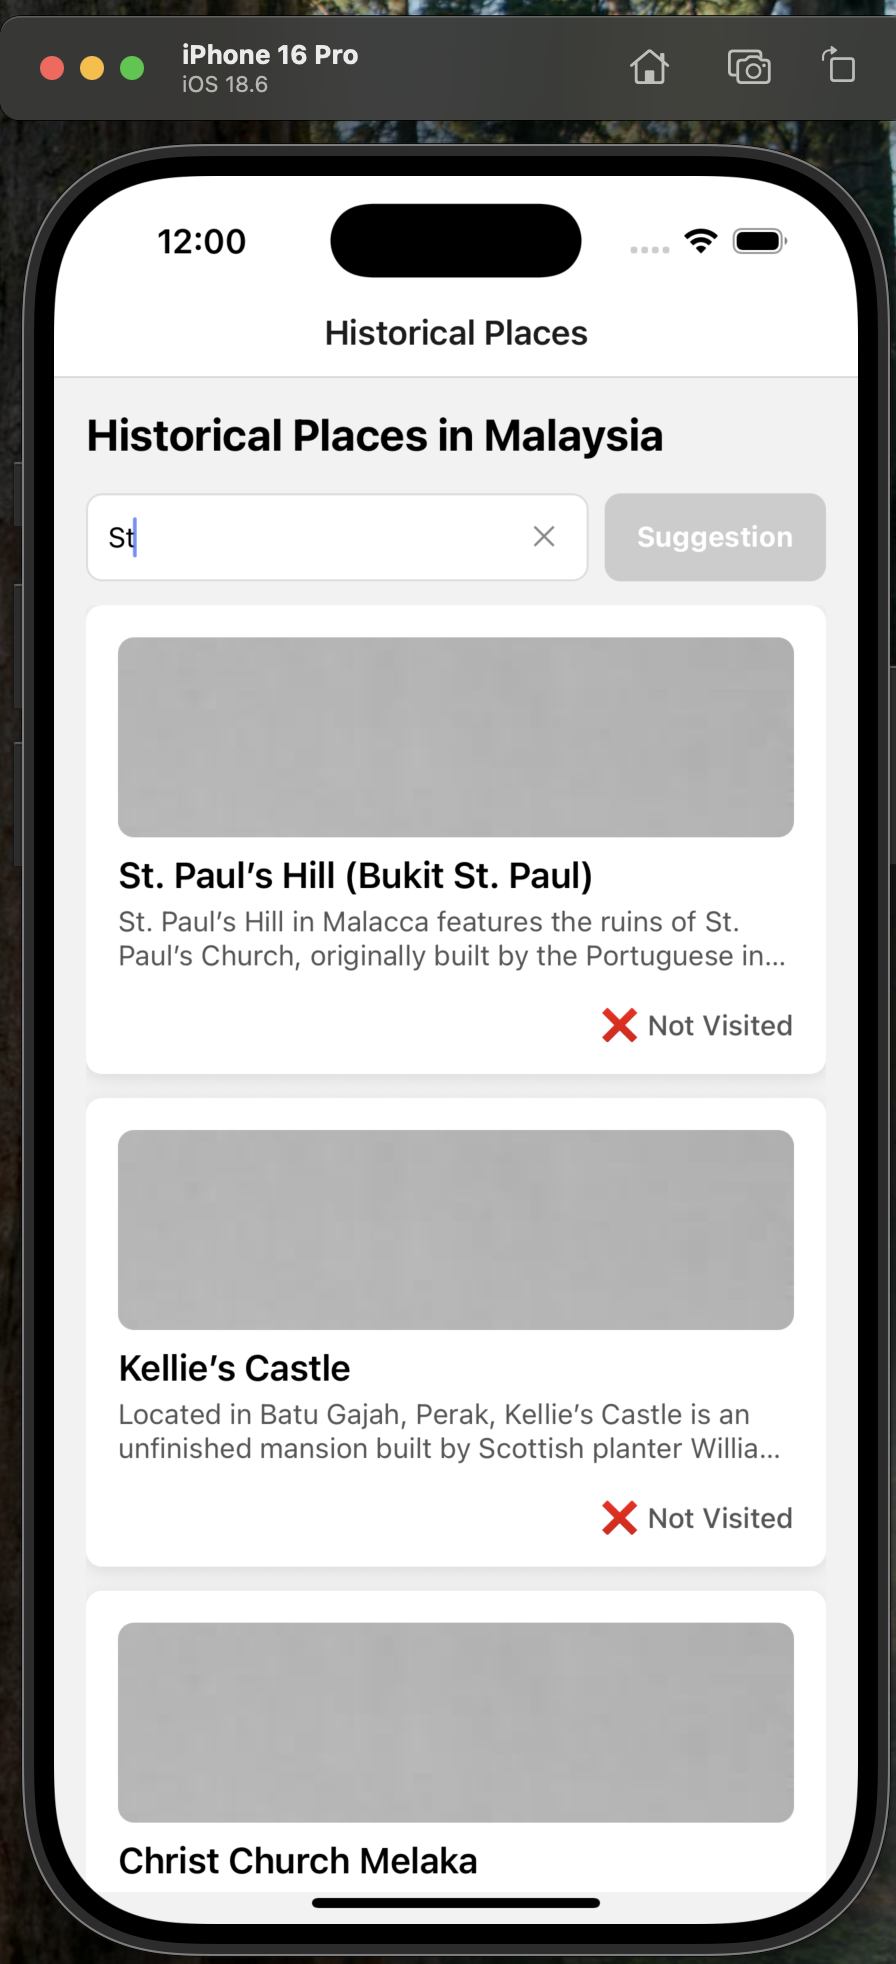 iPhone 16 Pro
iOS 18.6
12:00
Historical Places
Historical Places in Malaysia
St
Suggestion
St. Paul’s Hill (Bukit St. Paul)
St. Paul’s Hill in Malacca features the ruins of St.
Paul’s Church, originally built by the Portuguese in...
❌ Not Visited
Kellie’s Castle
Located in Batu Gajah, Perak, Kellie’s Castle is an
unfinished mansion built by Scottish planter Willia...
❌ Not Visited
Christ Church Melaka